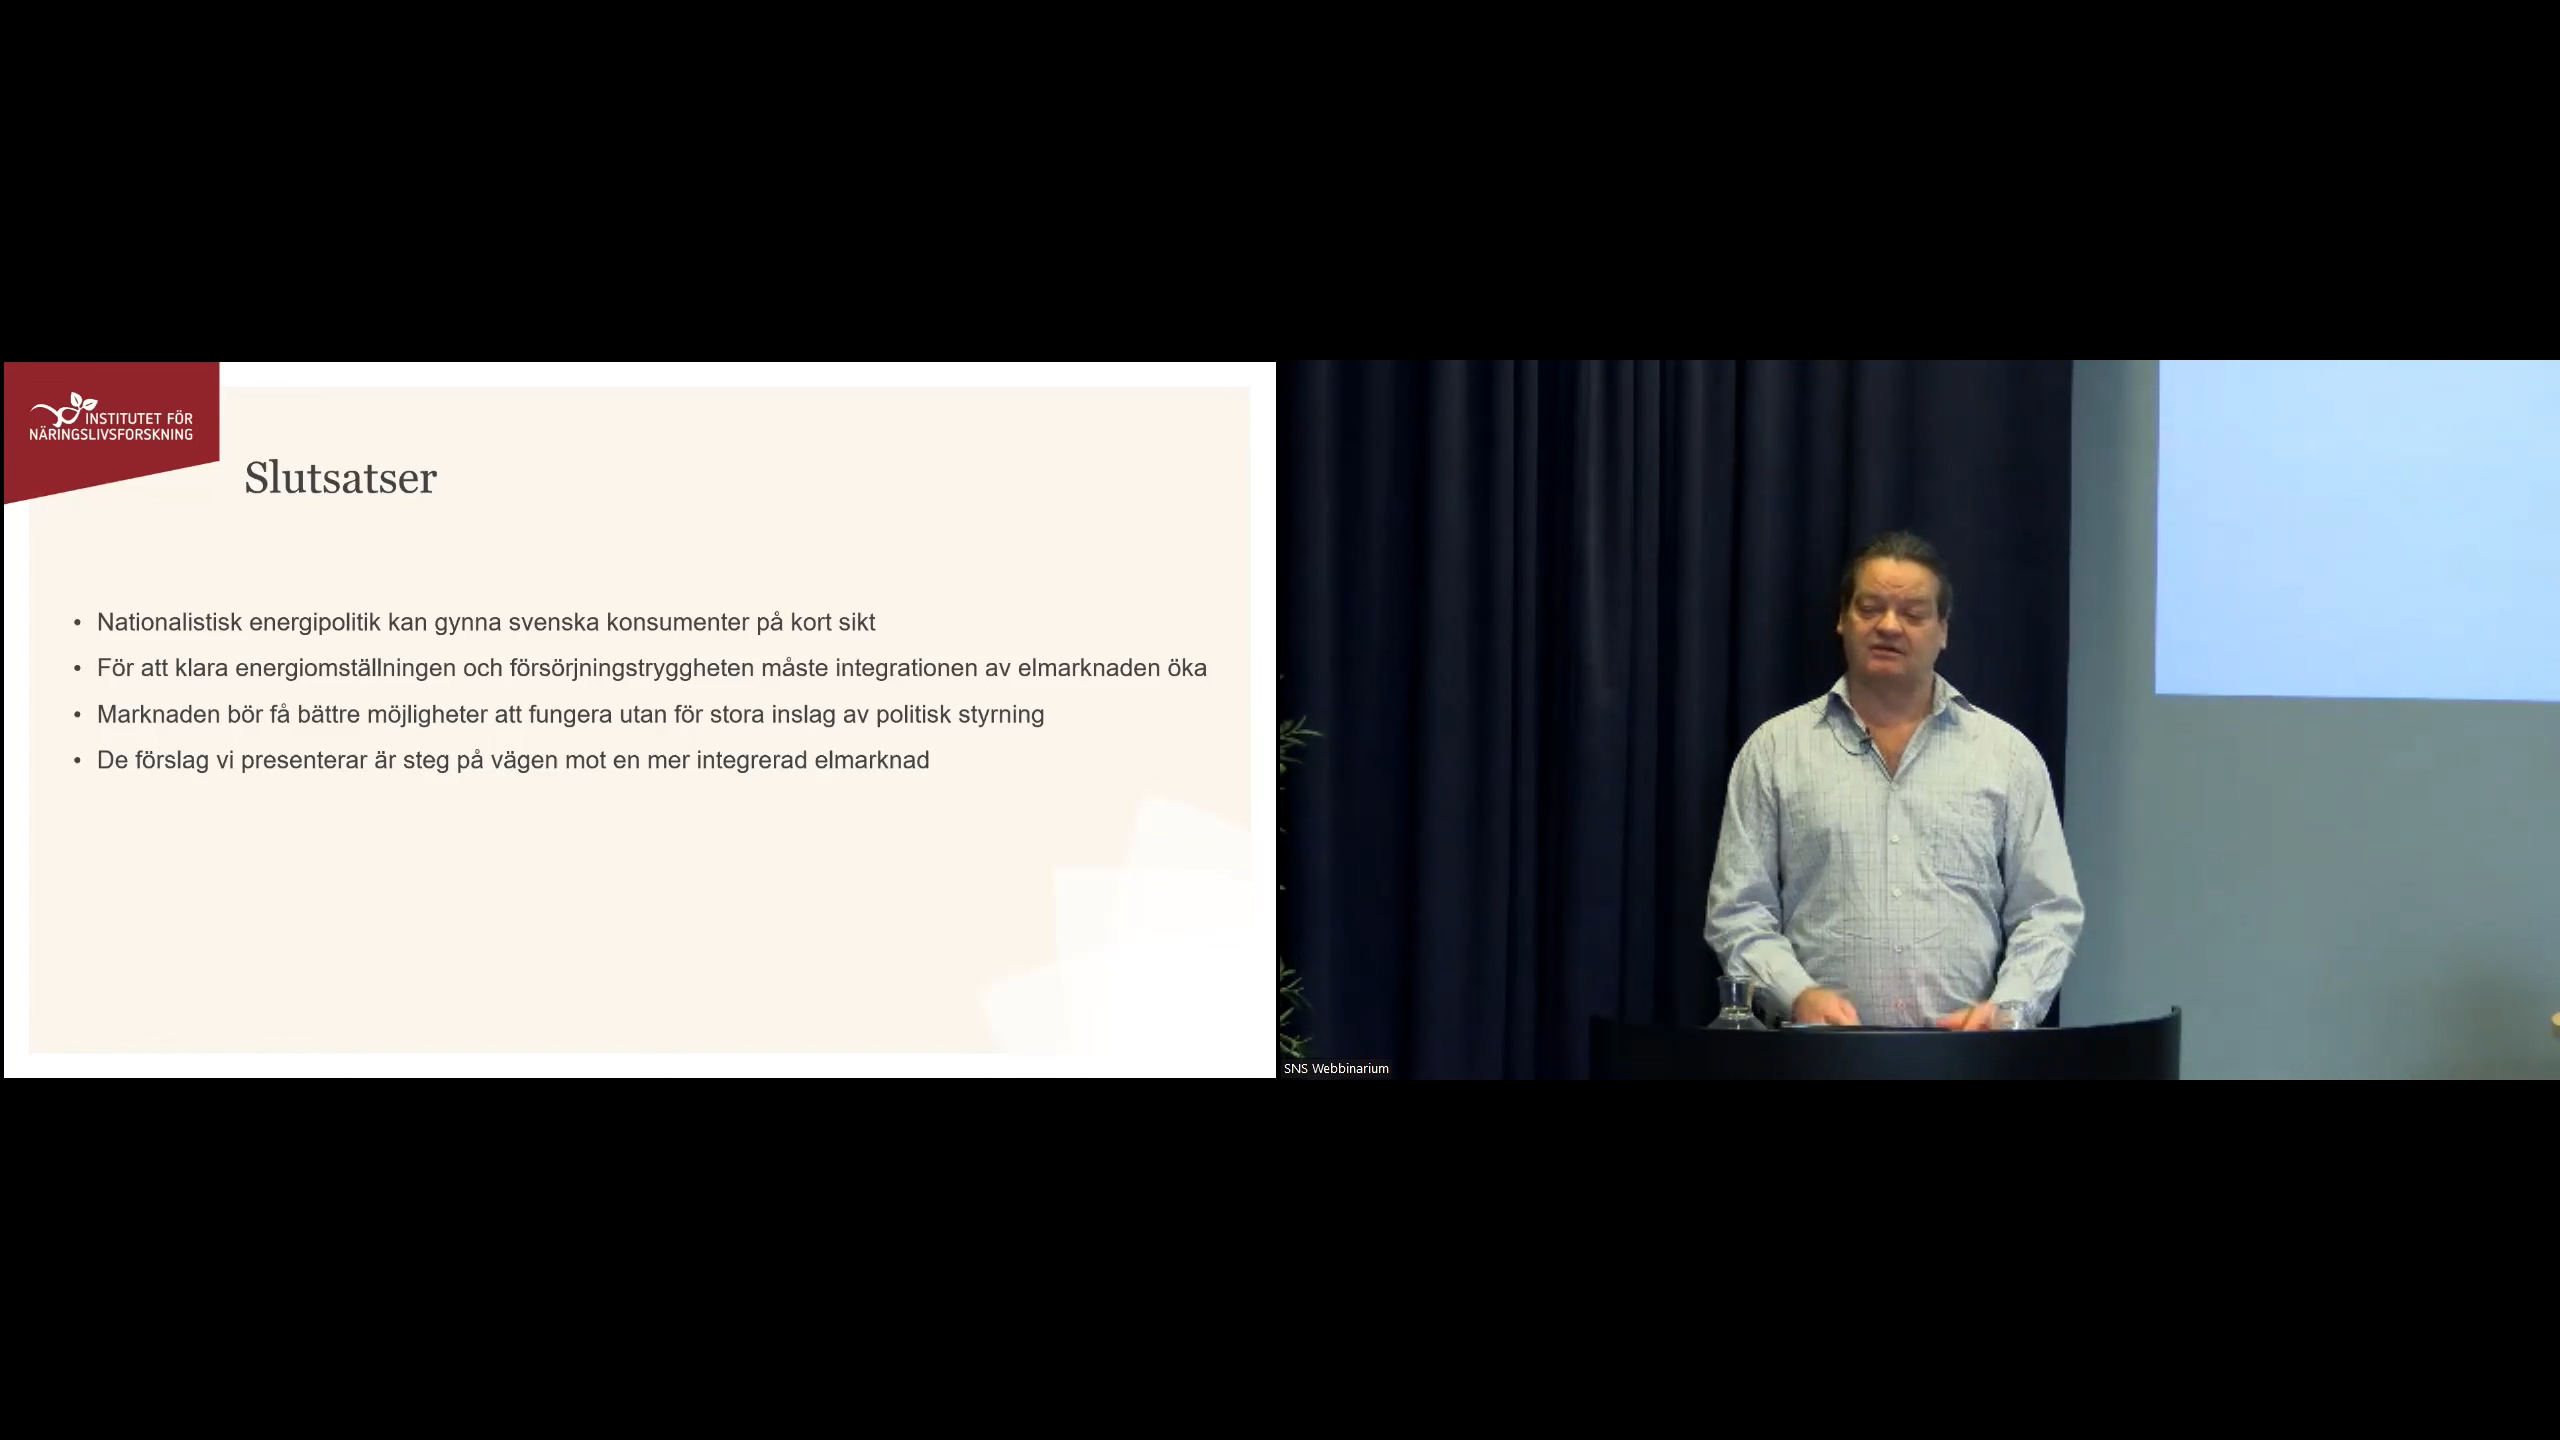 INSTITUTET FÖR
NÄRINGSLIVSFORSKNING
Slutsatser
• Nationalistisk energipolitik kan gynna svenska konsumenter på kort sikt
• För att klara energiomställningen och försörjningstryggheten måste integrationen av elmarknaden öka
• Marknaden bör få bättre möjligheter att fungera utan för stora inslag av politisk styrning
• De förslag vi presenterar är steg på vägen mot en mer integrerad elmarknad
SNS Webbinarium